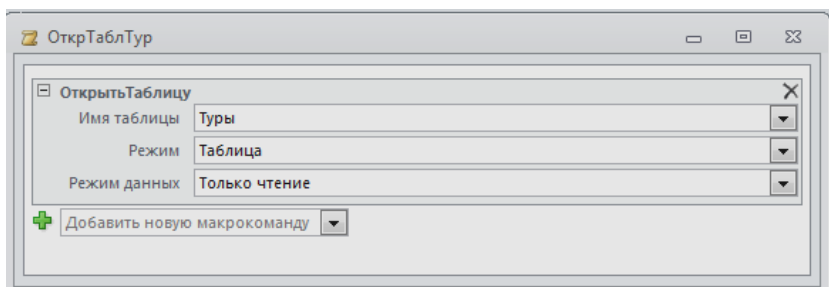 ОткрТаблТур
ОткрытьТаблицу
Имя таблицы Туры
Режим Таблица
Режим данных Только чтение
Добавить новую макрокоманду